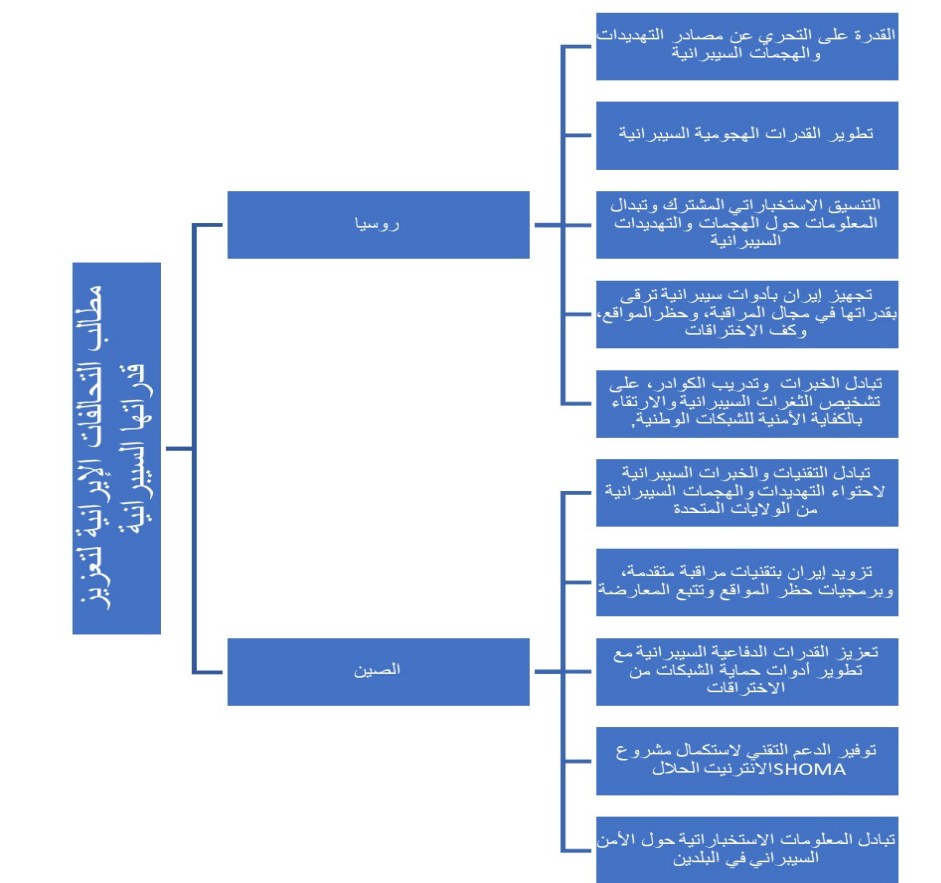 مطالب التحالفات الإيرانية لتعزيز
قدراتها السيبرانية
روسيا
القدرة على التحري عن مصادر التهديدات
والهجمات السيبرانية
تطوير القدرات الهجومية السيبرانية
التنسيق الاستخباراتي المشترك وتبدال
المعلومات حول الهجمات والتهديدات
السيبرانية
تجهيز إيران بأدوات سيبرانية ترقى
بقدراتها في مجال المراقبة، وحظرالمواقع،
وكف الاختراقات
تبادل الخبرات وتدريب الكوادر، على
تشخيص الثغرات السيبرانية والارتقاء
بالكفاية الأمنية للشبكات الوطنية,
الصين
تبادل التقنيات والخبرات السيبرانية
لاحتواء التهديدات والهجمات السيبرانية
من الولايات المتحدة
تزويد إيران بتقنيات مراقبة متقدمة،
وبرمجيات حظر المواقع وتتبع المعارضة
تعزيز القدرات الدفاعية السيبرانية مع
تطوير أدوات حماية الشبكات من
الاختراقات
توفير الدعم التقني لاستكمال مشروع
الانترنيت الحلالSHOMA
تبادل المعلومات الاستخباراتية حول الأمن
السيبراني في البلدين